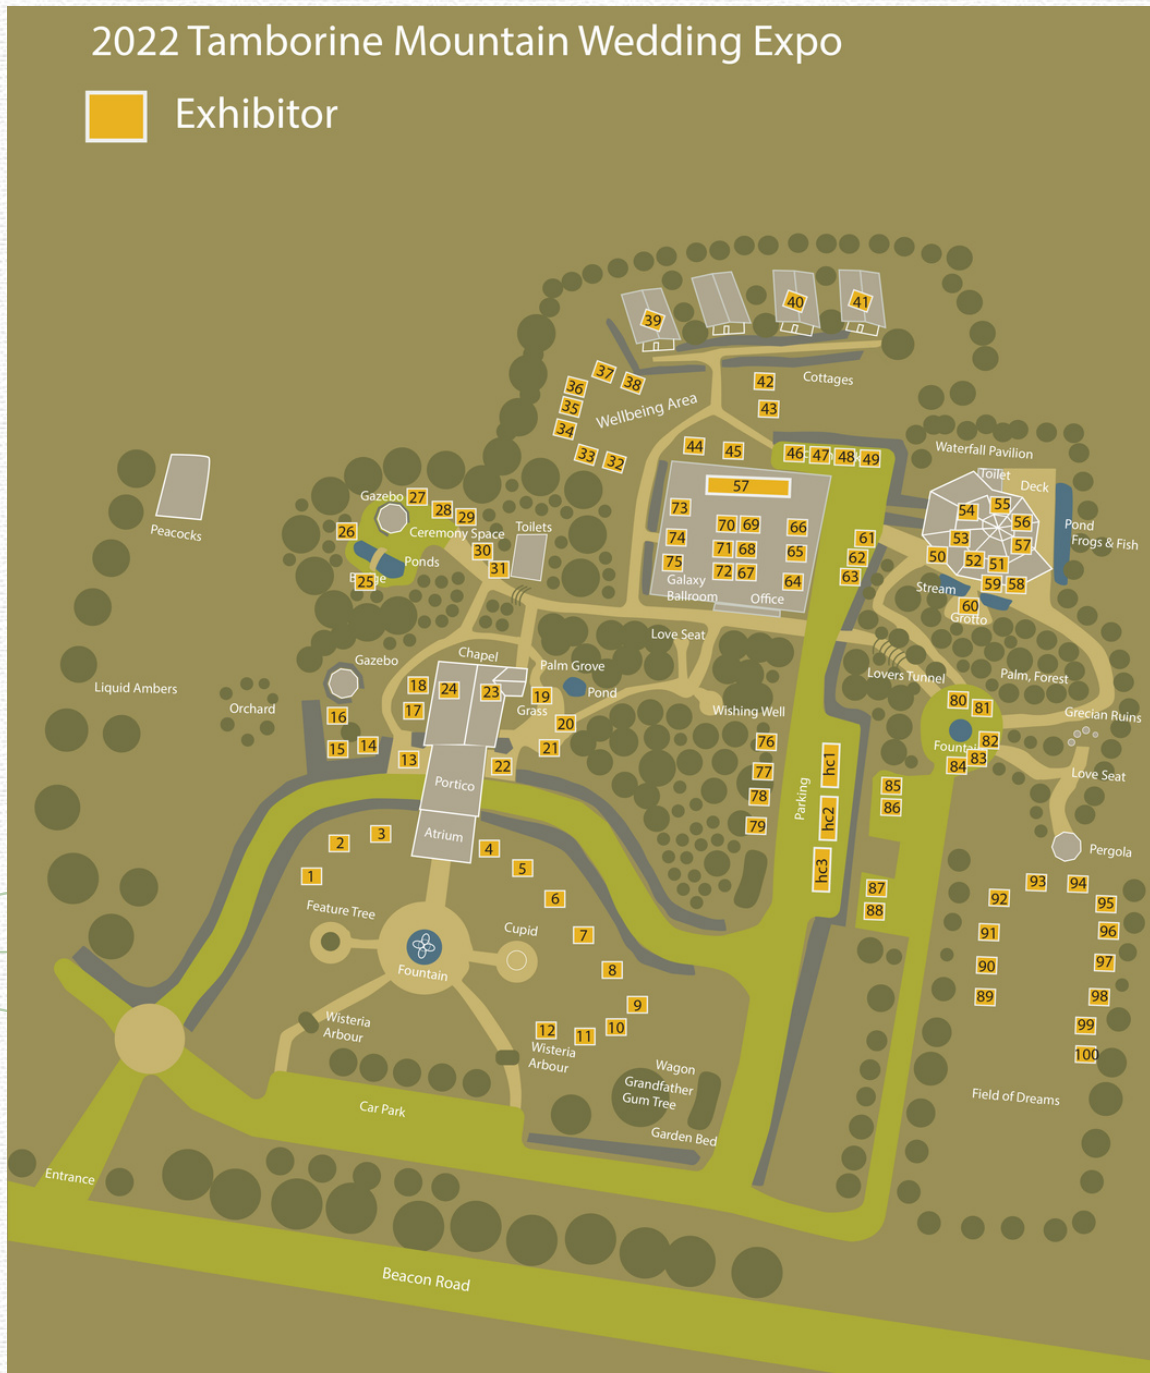 2022 Tamborine Mountain Wedding Expo
Exhibitor
39
40
41
37
38
36
35
34
33
32
Wellbeing Area
42
43
Cottages
44
45
46
47
48
49
57
Waterfall Pavilion
Toilet
Deck
Peacocks
Gazebo
27
28
29
26
Ceremony Space
Toilets
30
31
Ponds
25
73
74
75
70
69
66
71
68
65
72
67
64
Galaxy
Ballroom
Office
61
62
63
54
55
56
53
57
50
52
51
59
58
Pond
Frogs & Fish
Stream
60
Grotto
Love Seat
Lovers Tunnel
Palm, Forest
Gazebo
Chapel
Palm Grove
Pond
Liquid Ambers
Orchard
18
24
23
19
17
Grass
20
16
15
14
13
21
22
Wishing Well
80
81
Grecian Ruins
82
Fountain
83
84
Love Seat
76
77
78
79
Parking
hc1
hc2
hc3
85
86
87
88
Portico
Atrium
Pergola
1
2
3
4
5
6
7
8
9
10
11
12
Feature Tree
Cupid
Fountain
Wisteria
Arbour
Wisteria
Arbour
Wagon
Grandfather
Gum Tree
Garden Bed
93
94
92
95
91
96
90
97
89
98
99
100
Field of Dreams
Car Park
Entrance
Beacon Road